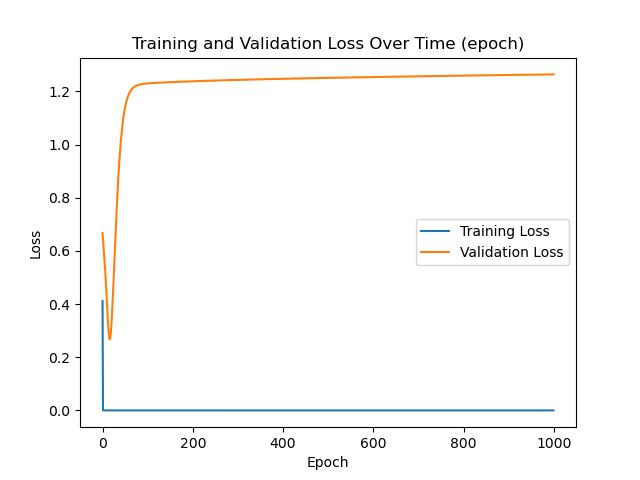 Training and Validation Loss Over Time (epoch)
1.2
1.0
0.8
0.6
0.4
0.2
0.0
Loss
Training Loss
Validation Loss
0 200 400 600 800 1000
Epoch